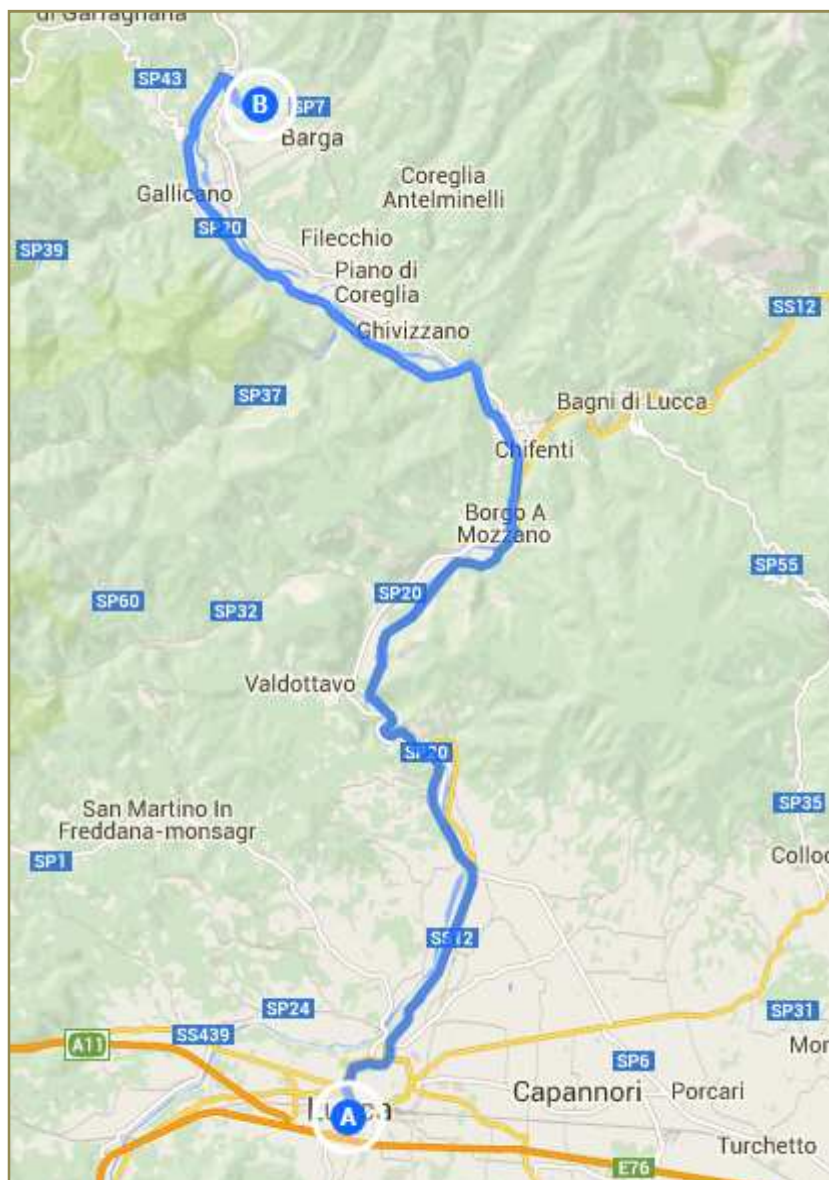 di Garfagnana
SP43
B
SP7
Barga
Coreglia
Antelminelli
Gallicano
SP20
Filecchio
SP39
Piano di
Coreglia
SS12
Ghivizzano
SP37
Bagni di Lucca
Chifenti
Borgo A
Mozzano
SP55
SP20
SP60
SP32
Valdottavo
SP20
San Martino In
Freddana-monsagr
SP35
SP1
Collod
SS12
SP24
SP31
SS439
A11
Mon
SP6
Capannori
Porcari
Lucca
A
Turchetto
E76